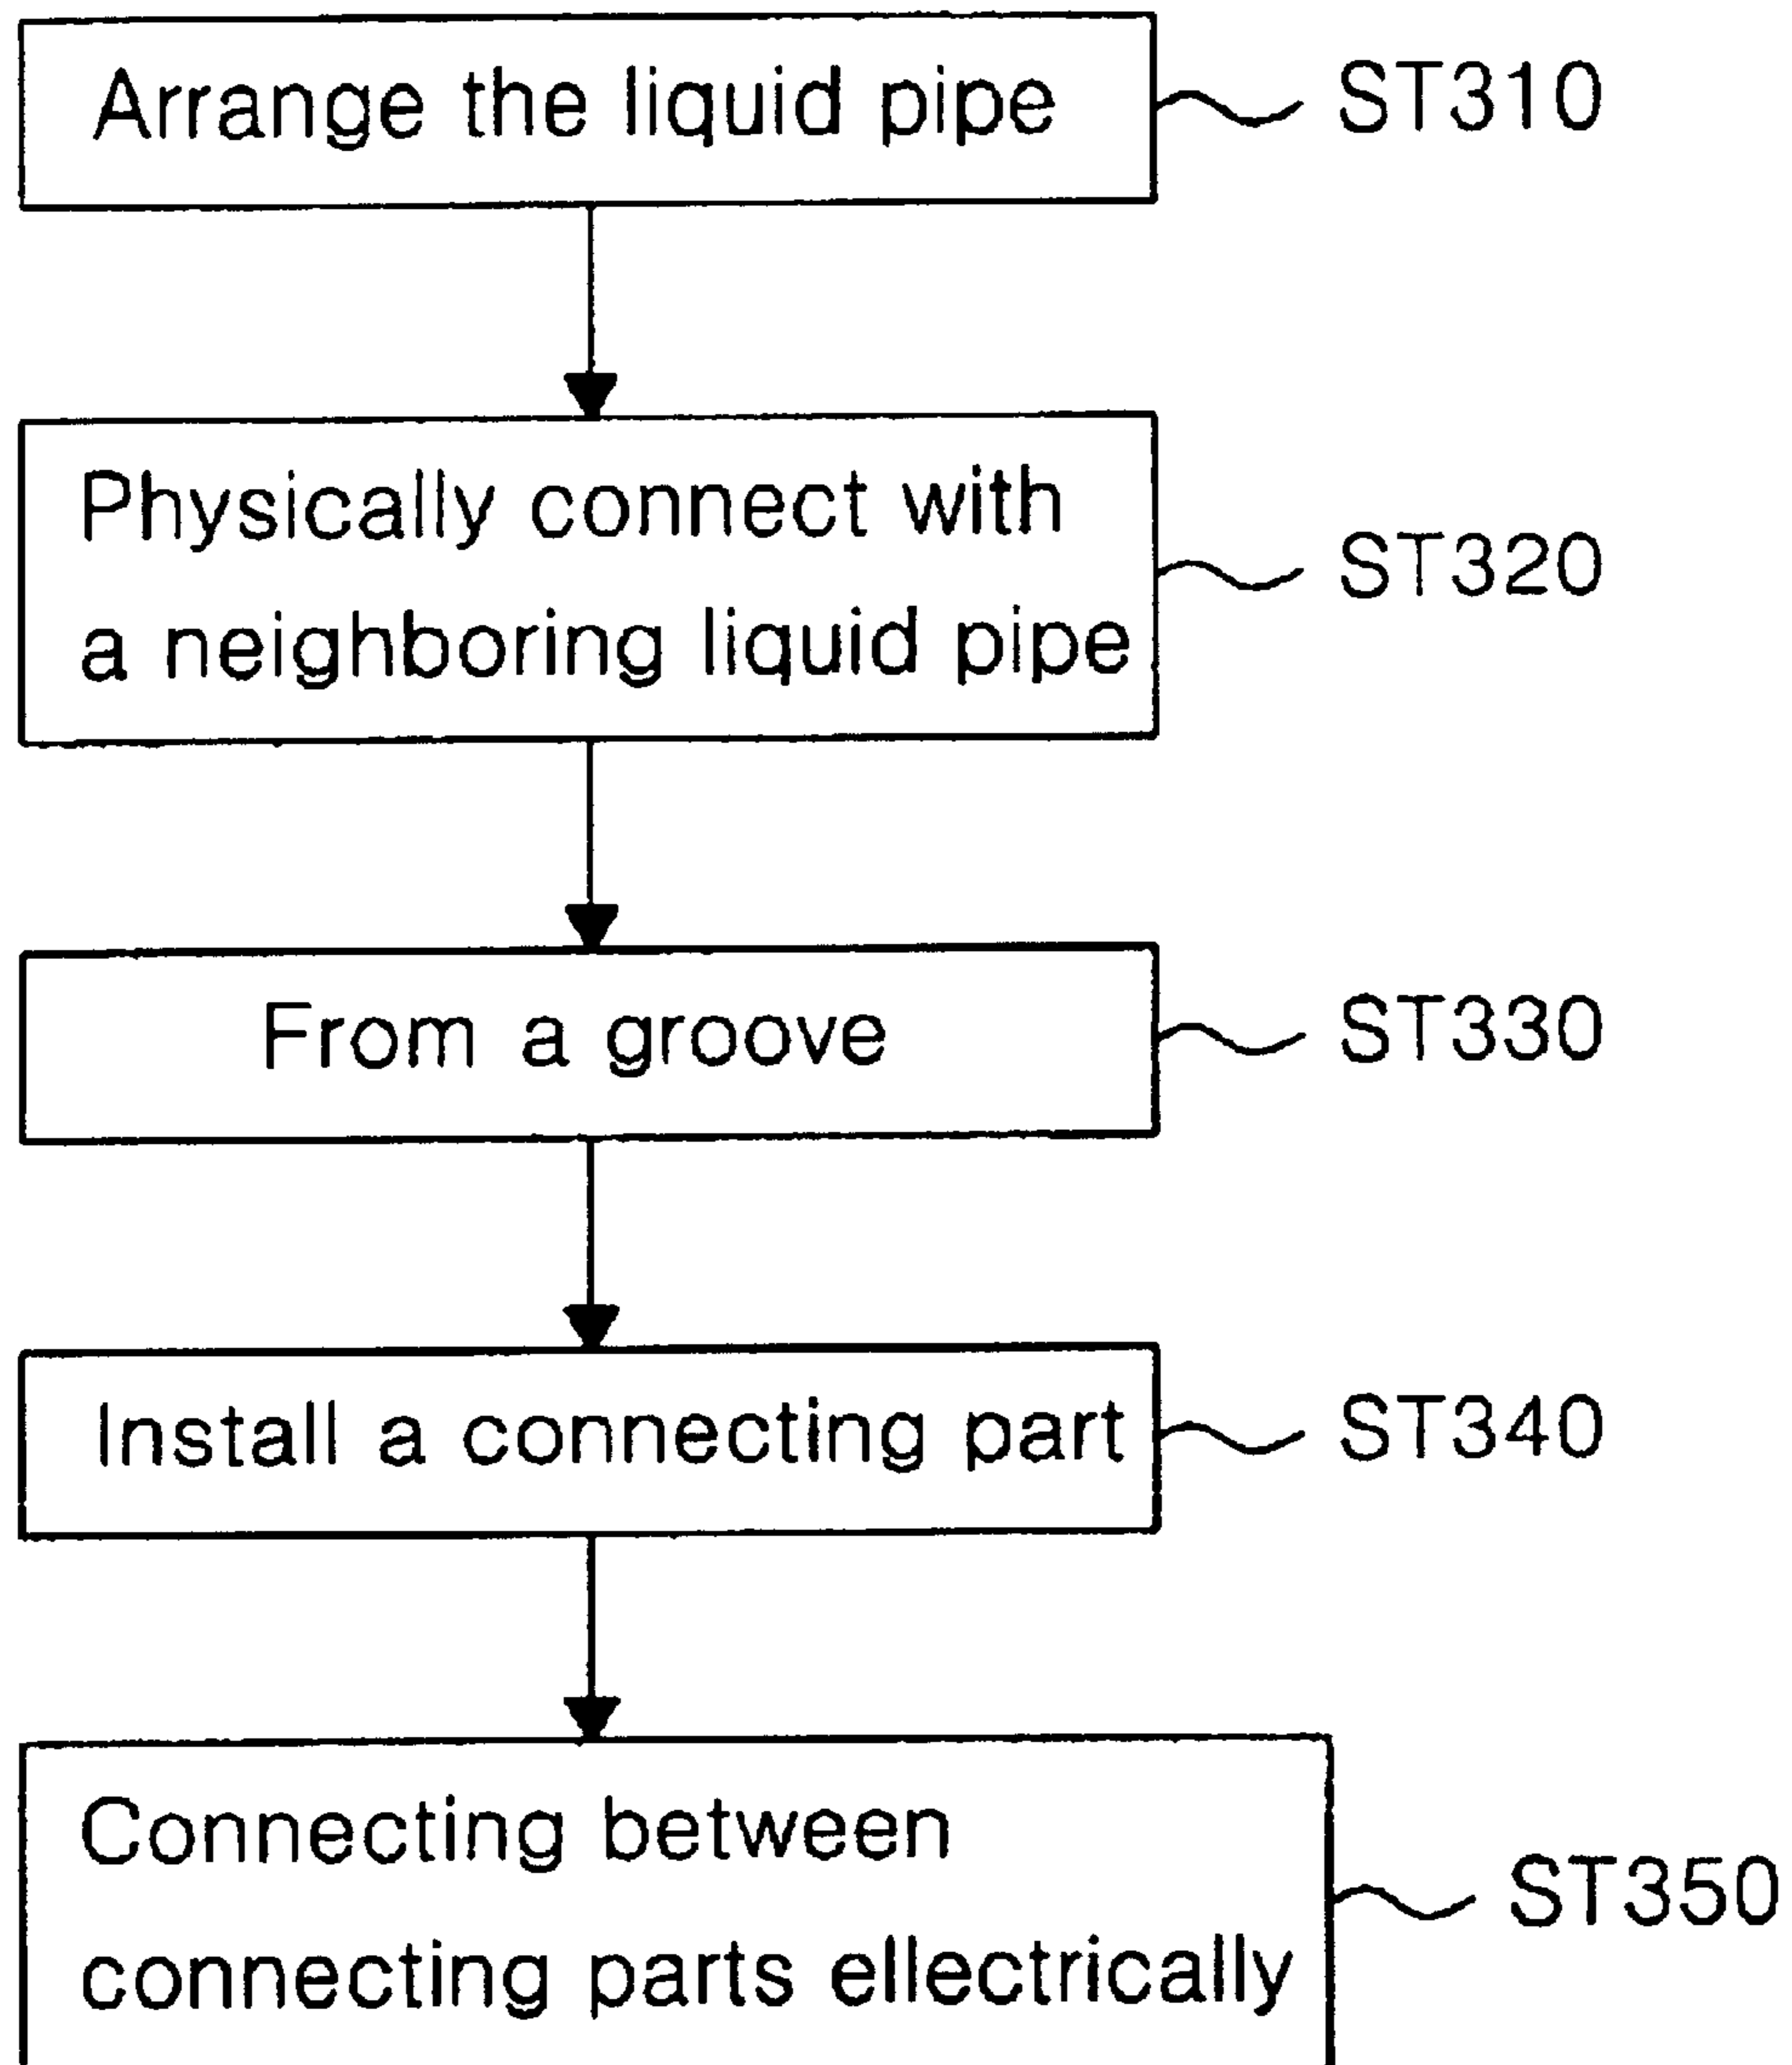 Arrange the liquid pipe
ST310
Physically connect with
a neighboring liquid pipe
ST320
From a groove
ST330
Install a connecting part
ST340
Connecting between
connecting parts ellectrically
ST350